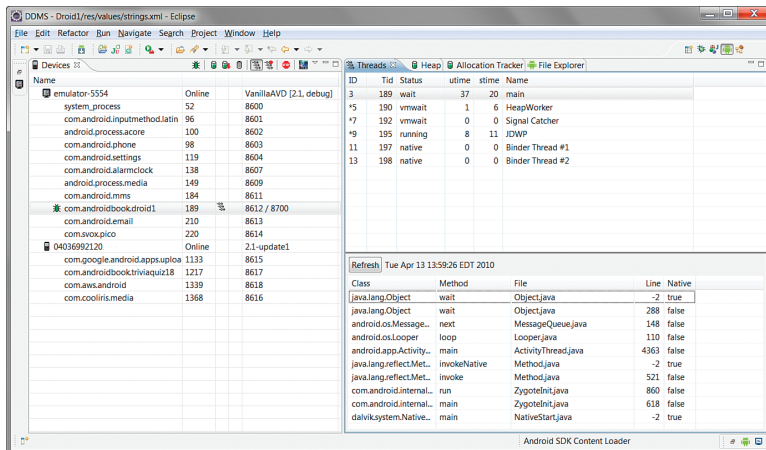 DDMS - Droid1/res/values/strings.xml - Eclipse
File Edit Refactor Run Navigate Search Project Window Help
Devices
Name
emulator-5554 Online VanillaAVD [2.1, debug]
system_process 52 8600
com.android.inputmethod.latin 96 8601
android.process.acore 100 8602
com.android.phone 98 8603
com.android.settings 119 8604
com.android.alarmclock 138 8607
android.process.media 149 8609
com.android.mms 184 8611
com.androidbook.droid1 189 8612 / 8700
com.android.email 210 8613
com.svox.pico 220 8614
04036992120 Online 2.1-update1
com.google.android.apps.uploa 1133 8615
com.androidbook.triviaquiz18 1217 8617
com.aws.android 1339 8618
com.cooliris.media 1368 8616
Threads Heap Allocation Tracker File Explorer
ID Tid Status utime stime Name
3 189 wait 37 20 main
*5 190 vmwait 1 6 HeapWorker
*7 192 vmwait 0 0 Signal Catcher
*9 195 running 8 11 JDWP
11 197 native 0 0 Binder Thread #1
13 198 native 0 0 Binder Thread #2
Refresh Tue Apr 13 13:59:26 EDT 2010
Class Method File Line Native
java.lang.Object wait Object.java -2 true
java.lang.Object wait Object.java 288 false
android.os.Message... next MessageQueue.java 148 false
android.os.Looper loop Looper.java 110 false
android.app.Activity... main ActivityThread.java 4363 false
java.lang.reflect.Met... invokeNative Method.java -2 true
java.lang.reflect.Met... invoke Method.java 521 false
com.android.internal... run ZygoteInit.java 860 false
com.android.internal... main ZygoteInit.java 618 false
dalvik.system.Native... main NativeStart.java -2 true
Android SDK Content Loader